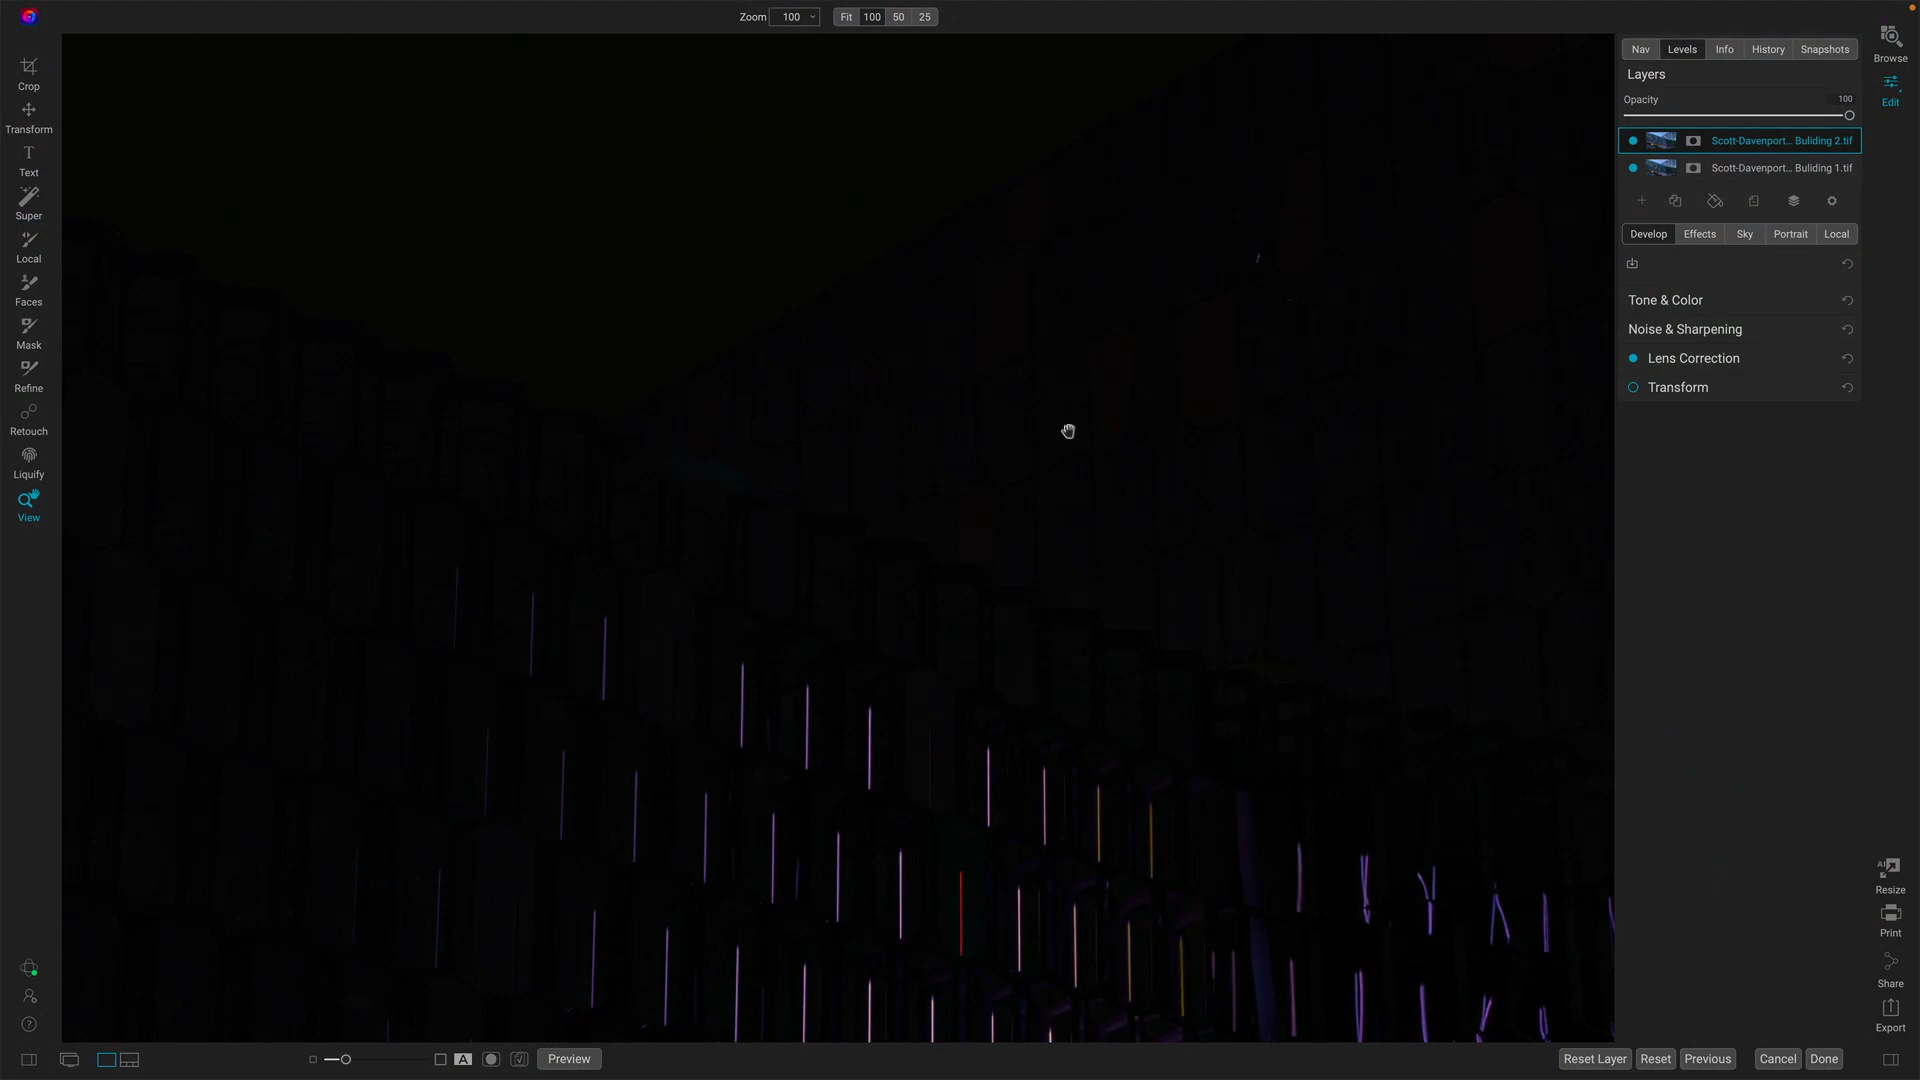 Zoom 100 Fit 100 50 25
Crop
Transform
Text
Super
Local
Faces
Mask
Refine
Retouch
Liquify
View
Nav Levels Info History Snapshots
Layers
Opacity 100
Scott-Davenport... Buliding 2.tif
Scott-Davenport... Buliding 1.tif
Develop Effects Sky Portrait Local
Tone & Color
Noise & Sharpening
Lens Correction
Transform
Browse
Edit
AI
Resize
Print
Share
Export
A Preview
Reset Layer Reset Previous Cancel Done